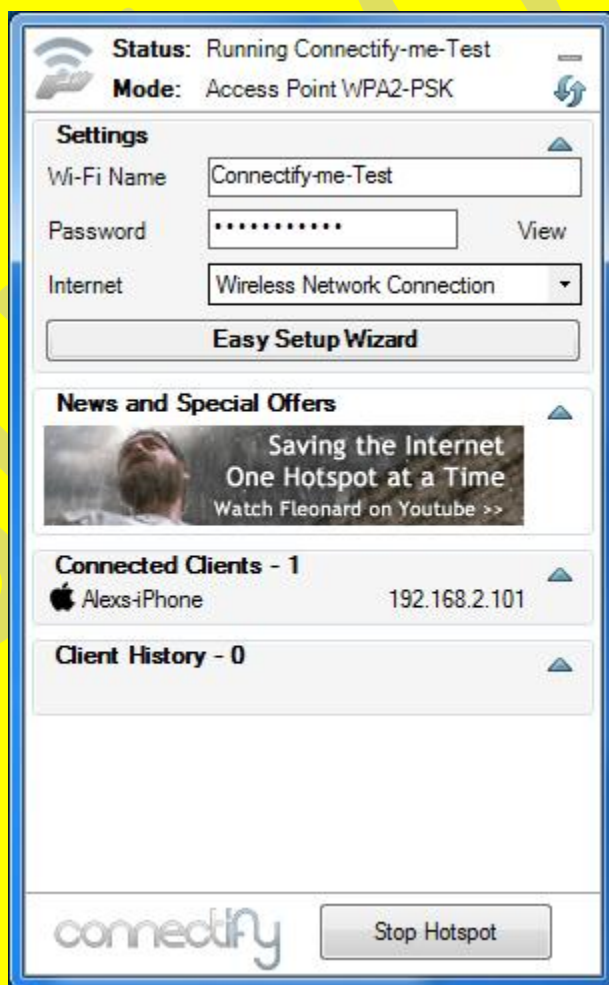 Status: Running Connectify-me-Test
Mode: Access Point WPA2-PSK
Settings
Wi-Fi Name Connectify-me-Test
Password ••••••••••• View
Internet Wireless Network Connection
Easy Setup Wizard
News and Special Offers
Saving the Internet
One Hotspot at a Time
Watch Fleonard on Youtube >>
Connected Clients - 1
Alexs-iPhone 192.168.2.101
Client History - 0
connectify Stop Hotspot